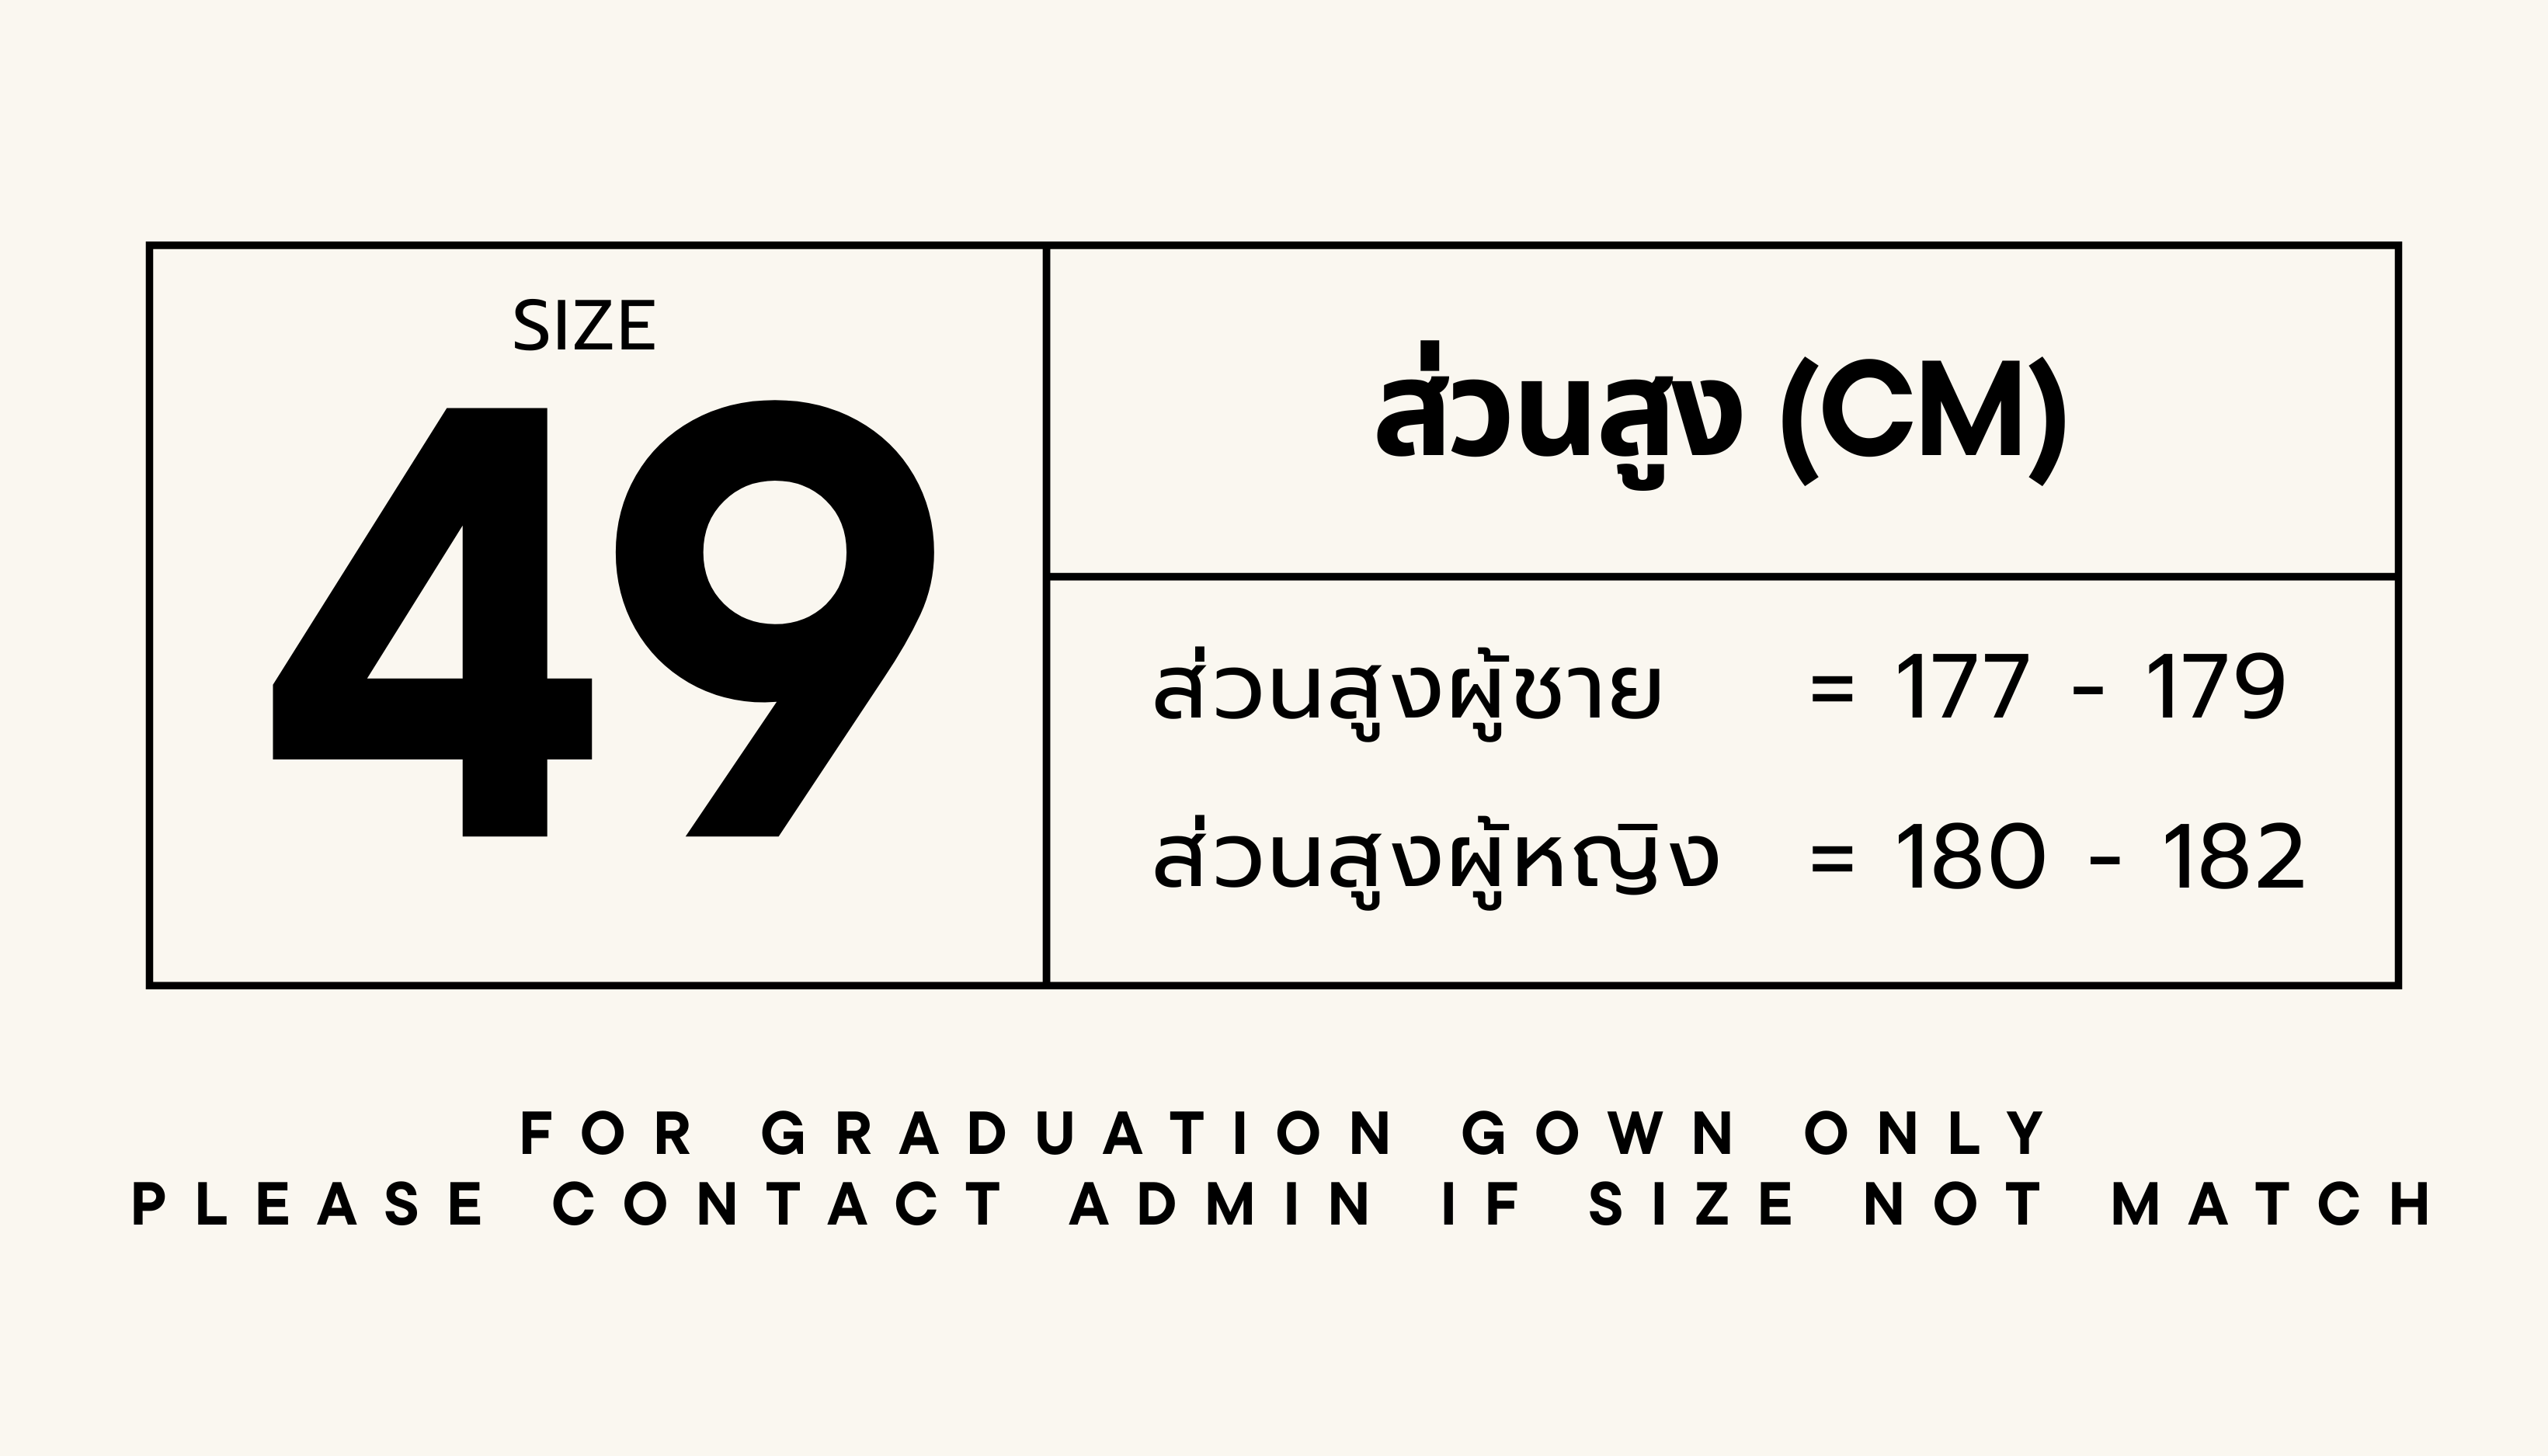 SIZE
49
ส่วนสูง (CM)
ส่วนสูงผู้ชาย = 177 - 179
ส่วนสูงผู้หญิง = 180 - 182
FOR GRADUATION GOWN ONLY
PLEASE CONTACT ADMIN IF SIZE NOT MATCH